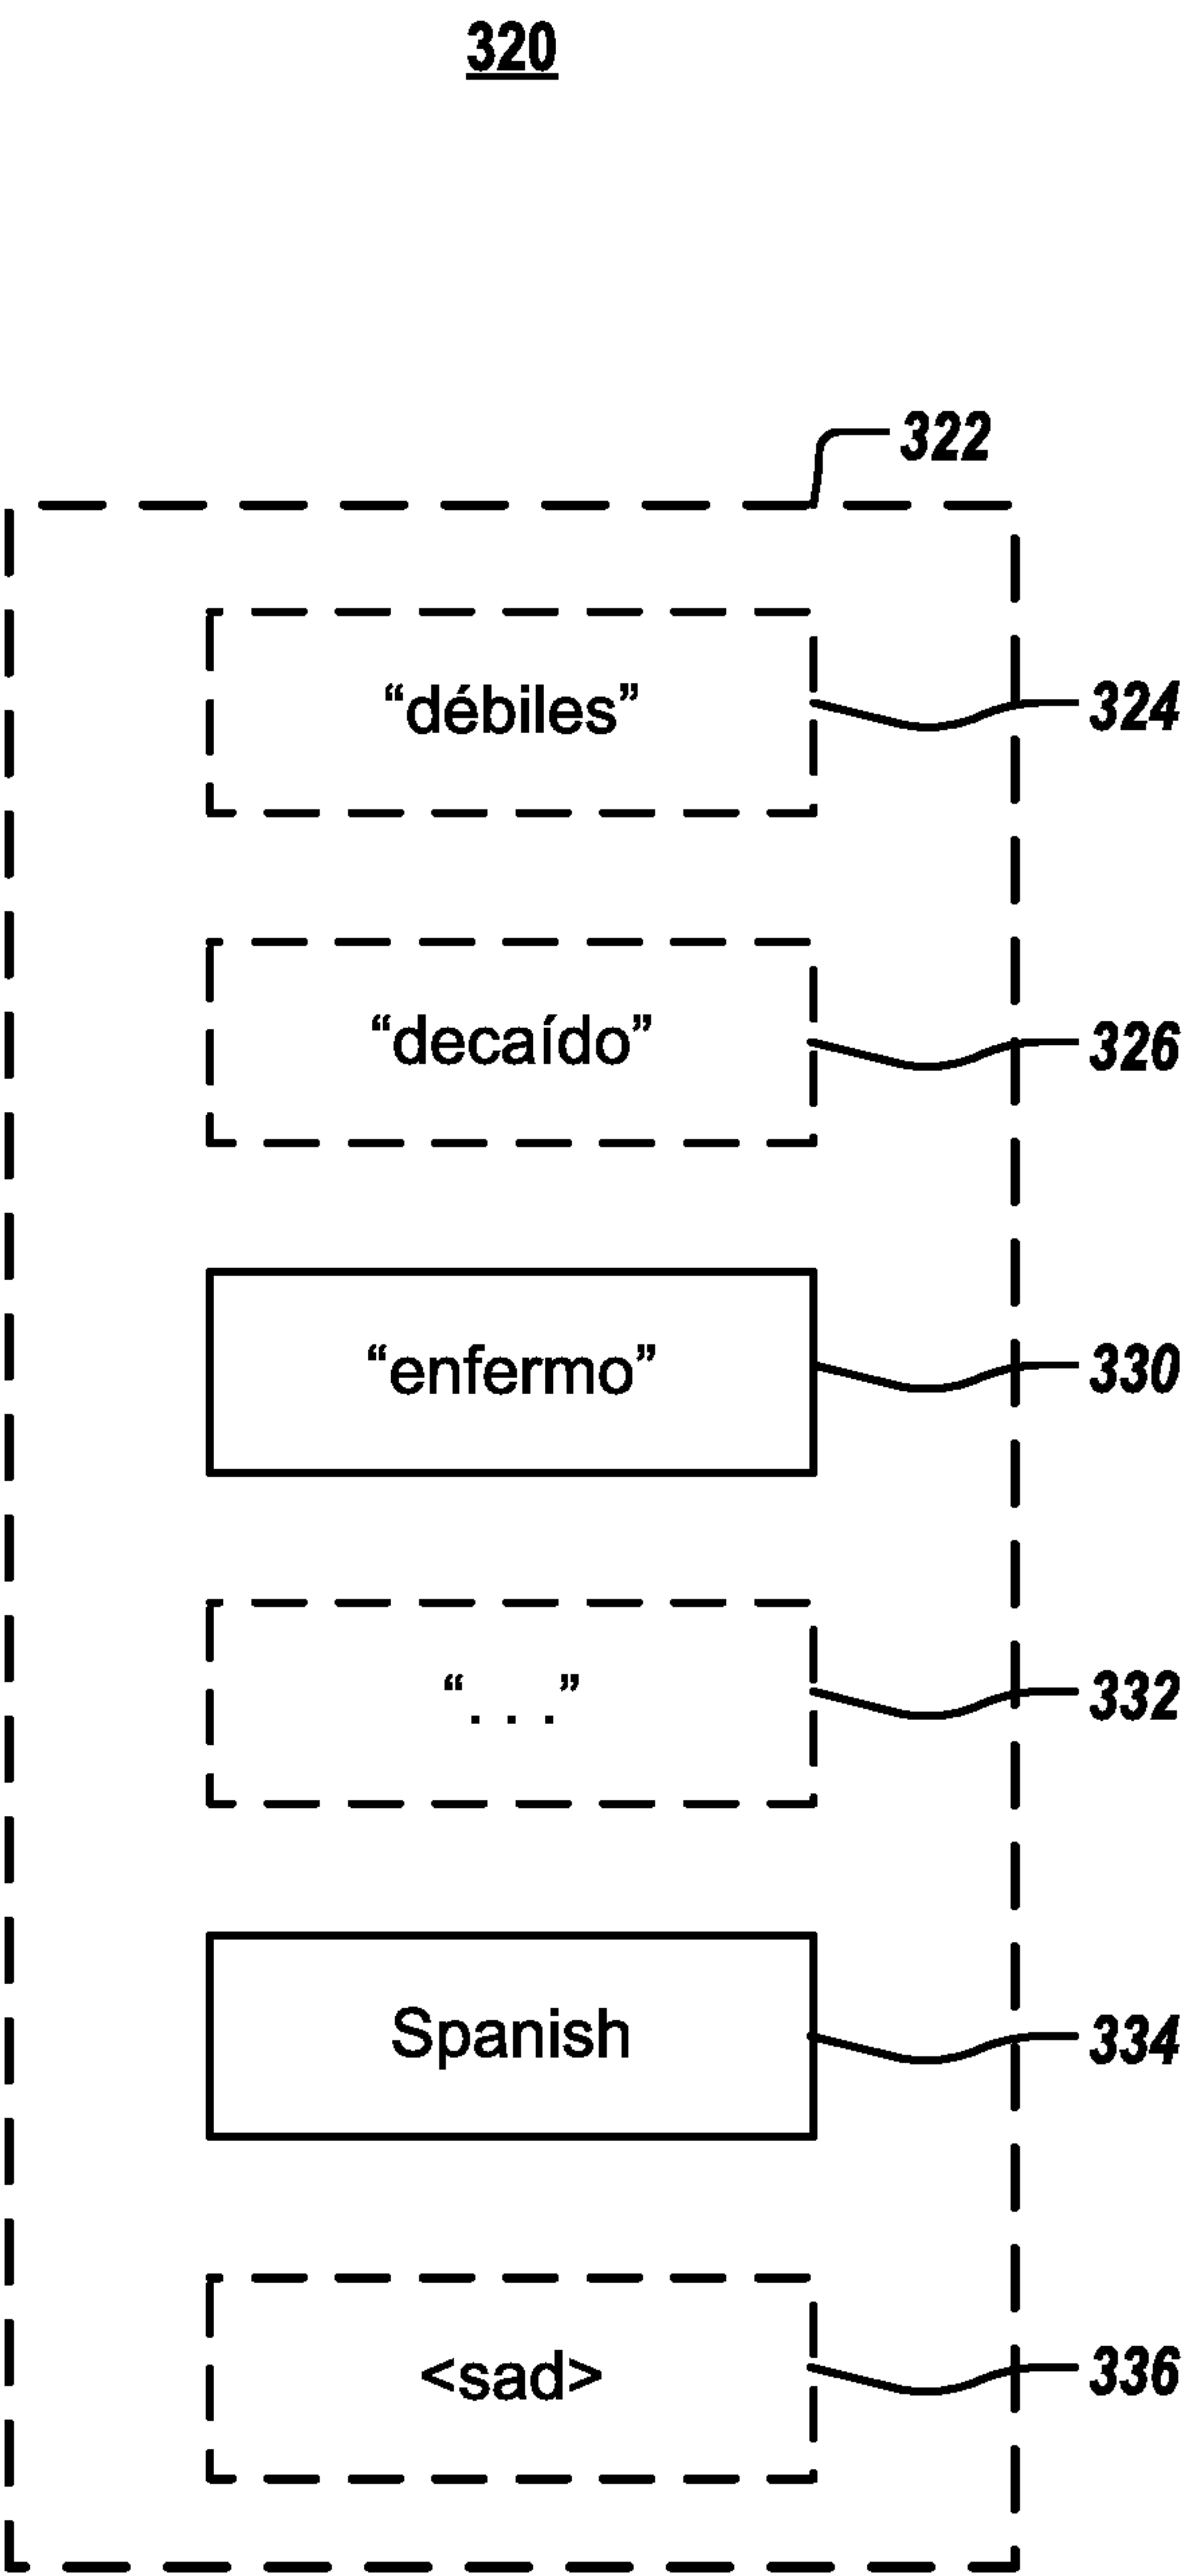 320
322
“débiles”
324
“decaído”
326
“enfermo”
330
“. . .”
332
Spanish
334
<sad>
336